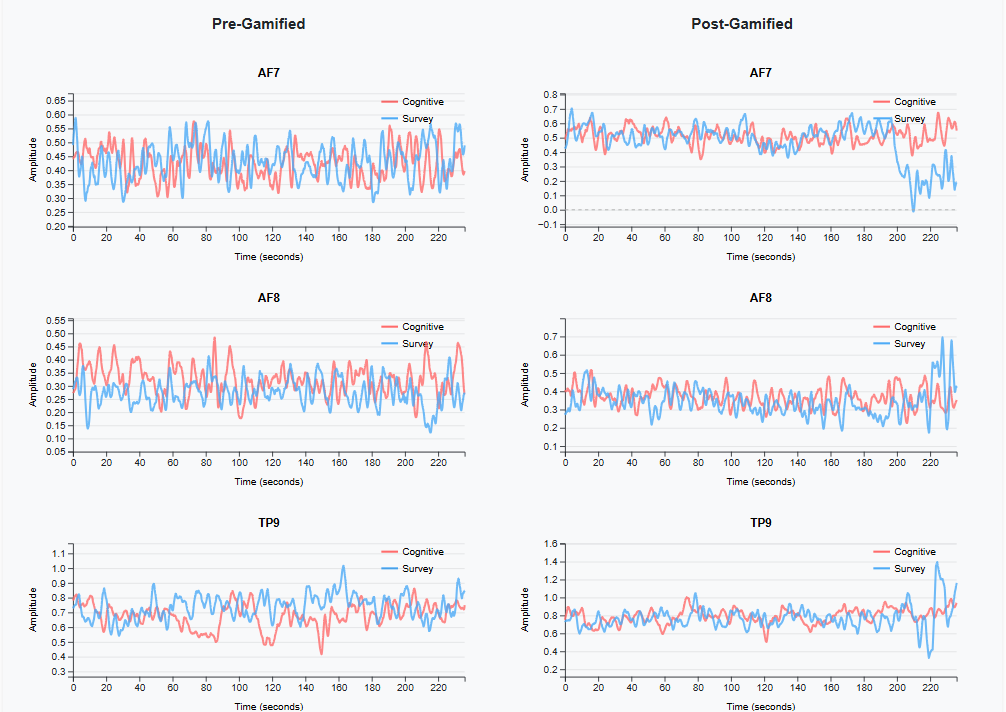 Pre-Gamified Post-Gamified
AF7 AF7
Cognitive
Survey
Amplitude
0.65
0.60
0.55
0.50
0.45
0.40
0.35
0.30
0.25
0.20
0 20 40 60 80 100 120 140 160 180 200 220
Time (seconds)
Cognitive
Survey
Amplitude
0.8
0.7
0.6
0.5
0.4
0.3
0.2
0.1
0.0
−0.1
0 20 40 60 80 100 120 140 160 180 200 220
Time (seconds)
AF8 AF8
Cognitive
Survey
Amplitude
0.55
0.50
0.45
0.40
0.35
0.30
0.25
0.20
0.15
0.10
0.05
0 20 40 60 80 100 120 140 160 180 200 220
Time (seconds)
Cognitive
Survey
Amplitude
0.7
0.6
0.5
0.4
0.3
0.2
0.1
0 20 40 60 80 100 120 140 160 180 200 220
Time (seconds)
TP9 TP9
Cognitive
Survey
Amplitude
1.1
1.0
0.9
0.8
0.7
0.6
0.5
0.4
0.3
0 20 40 60 80 100 120 140 160 180 200 220
Time (seconds)
Cognitive
Survey
Amplitude
1.6
1.4
1.2
1.0
0.8
0.6
0.4
0.2
0 20 40 60 80 100 120 140 160 180 200 220
Time (seconds)